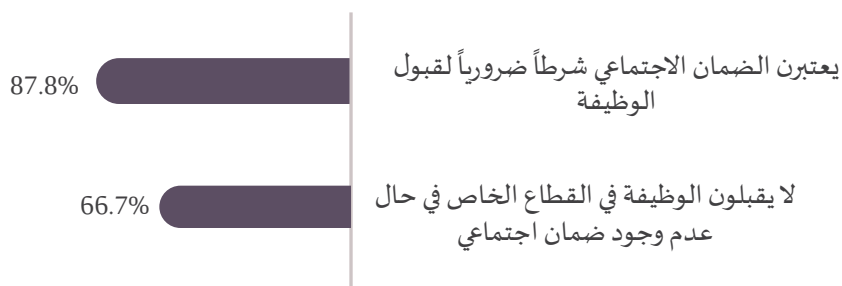 يعتبرن الضمان الاجتماعي شرطاً ضرورياً لقبول
الوظيفة
87.8%
لا يقبلون الوظيفة في القطاع الخاص في حال
عدم وجود ضمان اجتماعي
66.7%